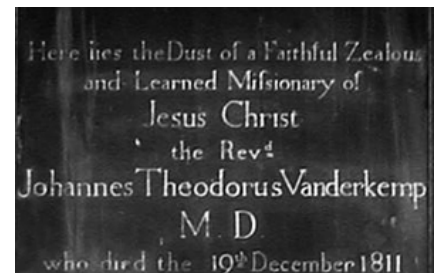 Here lies the Dust of a Faithful Zealous
and Learned Miſsionary of
Jesus Christ
the Revᵈ
Johannes Theodorus Vanderkemp
M. D.
who died the 19ᵗʰ December 1811